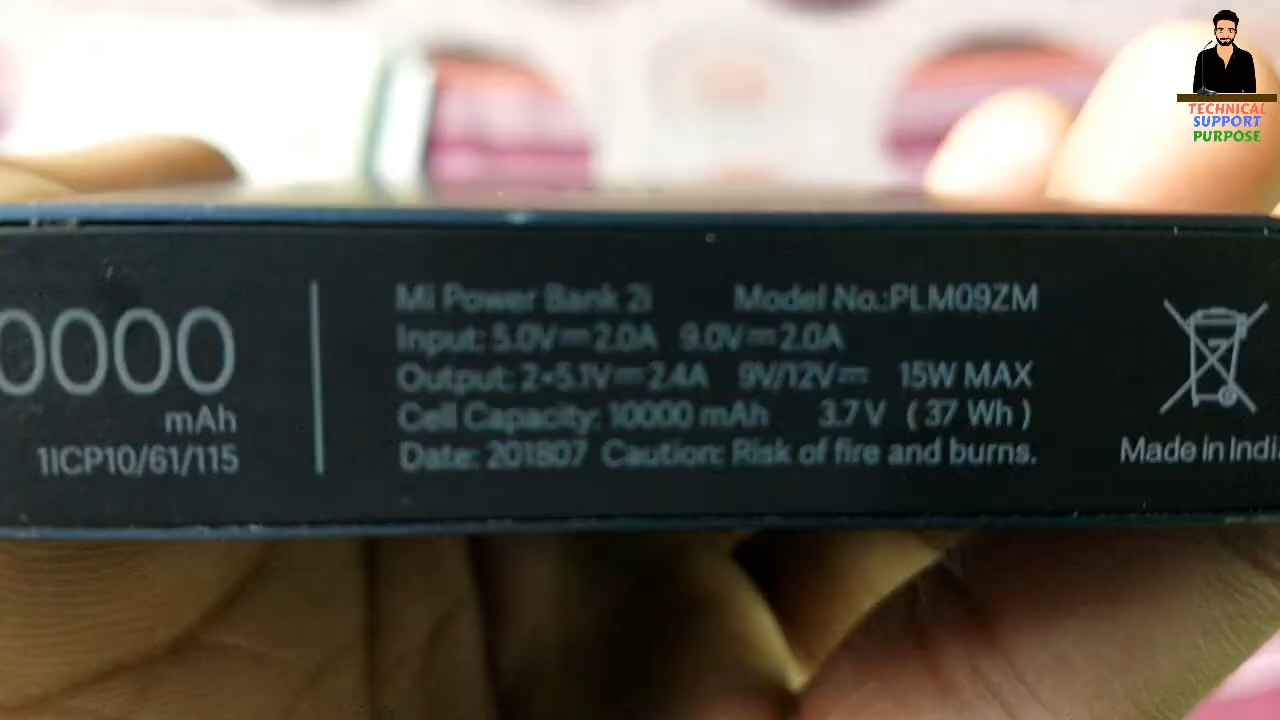 0000
mAh
1ICP10/61/115
Mi Power Bank 2i Model No.:PLM09ZM
Input: 5.0V⎓2.0A 9.0V⎓2.0A
Output: 2×5.1V⎓2.4A 9V/12V⎓ 15W MAX
Cell Capacity: 10000 mAh 3.7V ( 37 Wh )
Date: 201807 Caution: Risk of fire and burns.
Made in India
TECHNICAL
SUPPORT
PURPOSE